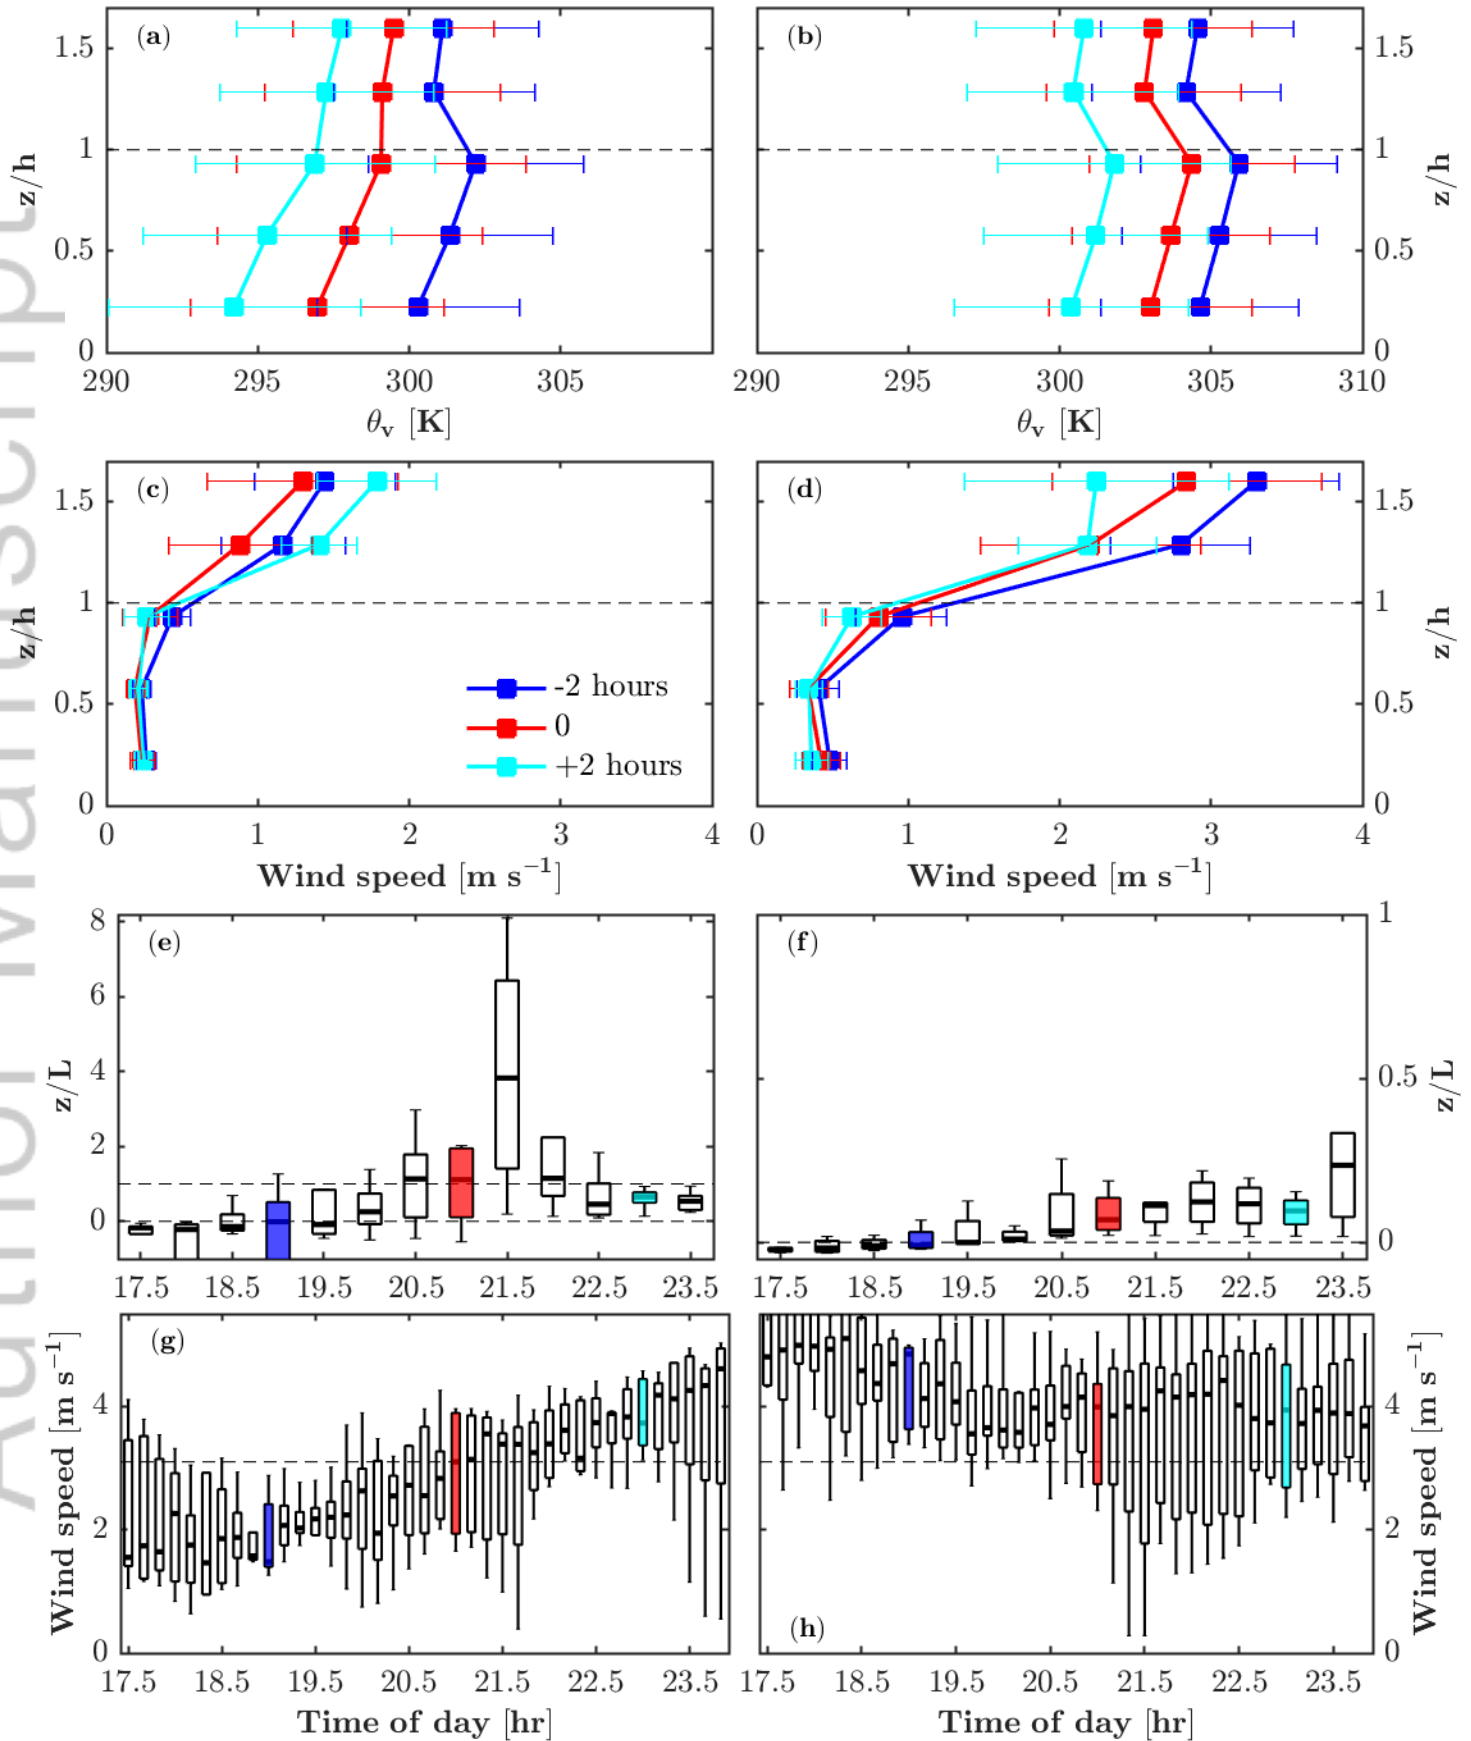 Author Manuscript
(a)
(b)
1.5
1
0.5
0
z/h
1.5
1
0.5
0
z/h
290 295 300 305
290 295 300 305 310
θv [K]
θv [K]
(c)
(d)
1.5
1
0.5
0
z/h
1.5
1
0.5
0
z/h
-2 hours
0
+2 hours
0 1 2 3 4
0 1 2 3 4
Wind speed [m s⁻¹]
Wind speed [m s⁻¹]
(e)
(f)
8
6
4
2
0
z/L
1
0.5
0
z/L
17.5 18.5 19.5 20.5 21.5 22.5 23.5
17.5 18.5 19.5 20.5 21.5 22.5 23.5
(g)
(h)
4
2
0
Wind speed [m s⁻¹]
4
2
0
Wind speed [m s⁻¹]
17.5 18.5 19.5 20.5 21.5 22.5 23.5
17.5 18.5 19.5 20.5 21.5 22.5 23.5
Time of day [hr]
Time of day [hr]